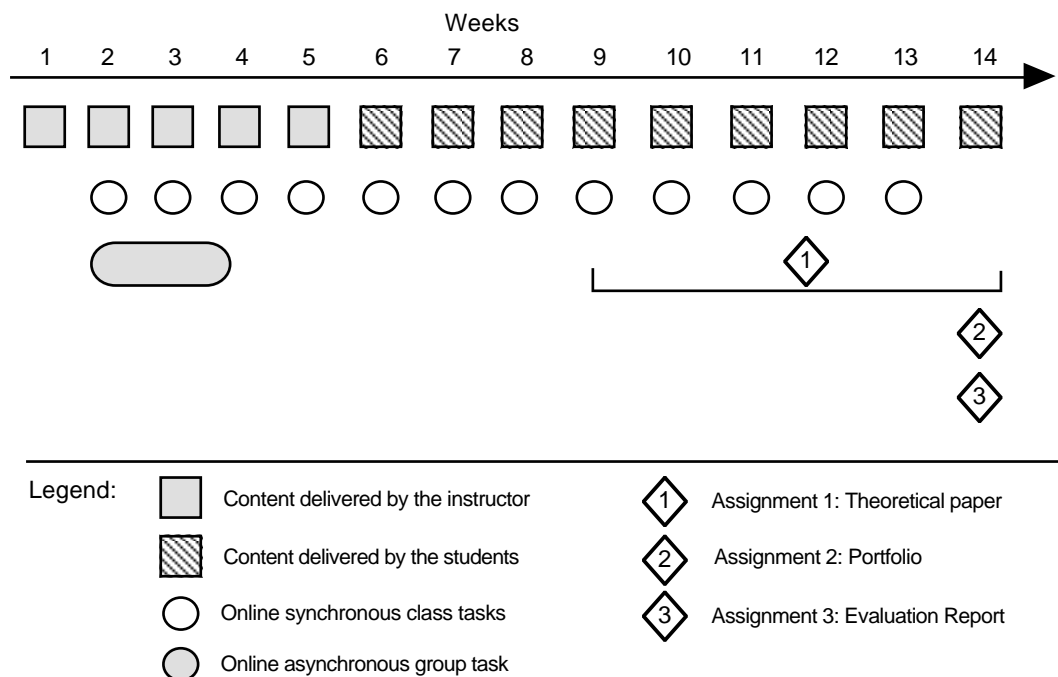 Weeks
1 2 3 4 5 6 7 8 9 10 11 12 13 14
1
2
3
Legend:
Content delivered by the instructor
1 Assignment 1: Theoretical paper
Content delivered by the students
2 Assignment 2: Portfolio
Online synchronous class tasks
3 Assignment 3: Evaluation Report
Online asynchronous group task